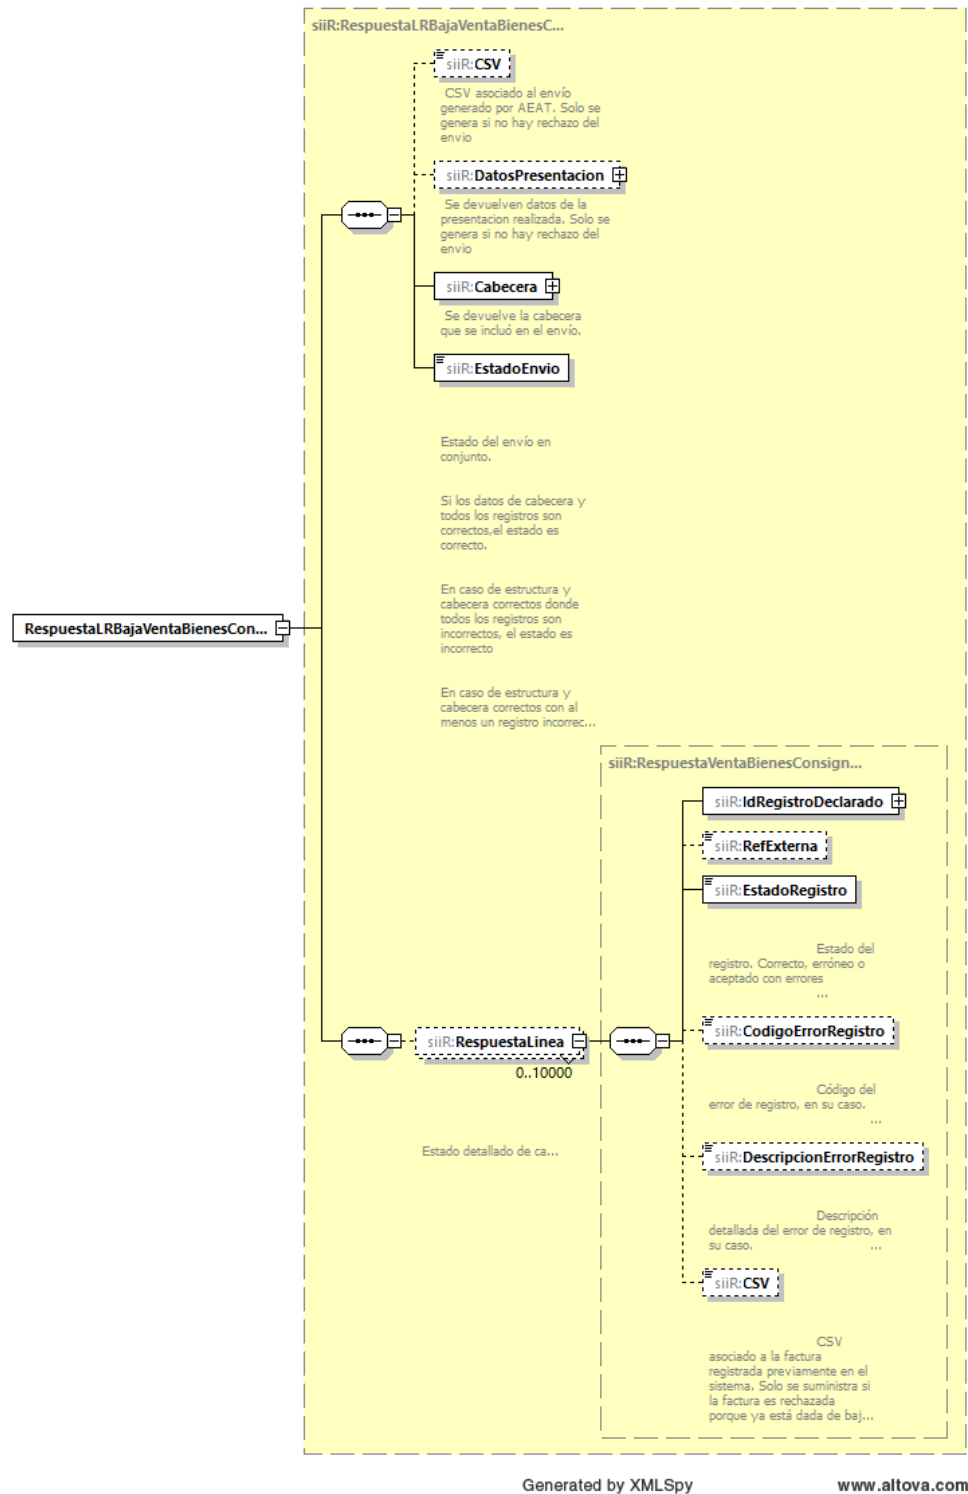 siiR:RespuestaLRBajaVentaBienesC...
siiR:CSV
CSV asociado al envío
generado por AEAT. Solo se
genera si no hay rechazo del
envio
siiR:DatosPresentacion
Se devuelven datos de la
presentacion realizada. Solo se
genera si no hay rechazo del
envio
siiR:Cabecera
Se devuelve la cabecera
que se incluó en el envío.
siiR:EstadoEnvio
Estado del envío en
conjunto.
Si los datos de cabecera y
todos los registros son
correctos,el estado es
correcto.
En caso de estructura y
cabecera correctos donde
todos los registros son
incorrectos, el estado es
incorrecto
En caso de estructura y
cabecera correctos con al
menos un registro incorrec...
RespuestaLRBajaVentaBienesCon...
siiR:RespuestaVentaBienesConsign...
siiR:IdRegistroDeclarado
siiR:RefExterna
siiR:EstadoRegistro
Estado del
registro. Correcto, erróneo o
aceptado con errores
...
siiR:CodigoErrorRegistro
siiR:RespuestaLinea
0..10000
Código del
error de registro, en su caso.
...
Estado detallado de ca...
siiR:DescripcionErrorRegistro
Descripción
detallada del error de registro, en
su caso. ...
siiR:CSV
CSV
asociado a la factura
registrada previamente en el
sistema. Solo se suministra si
la factura es rechazada
porque ya está dada de baj...
Generated by XMLSpy
www.altova.com